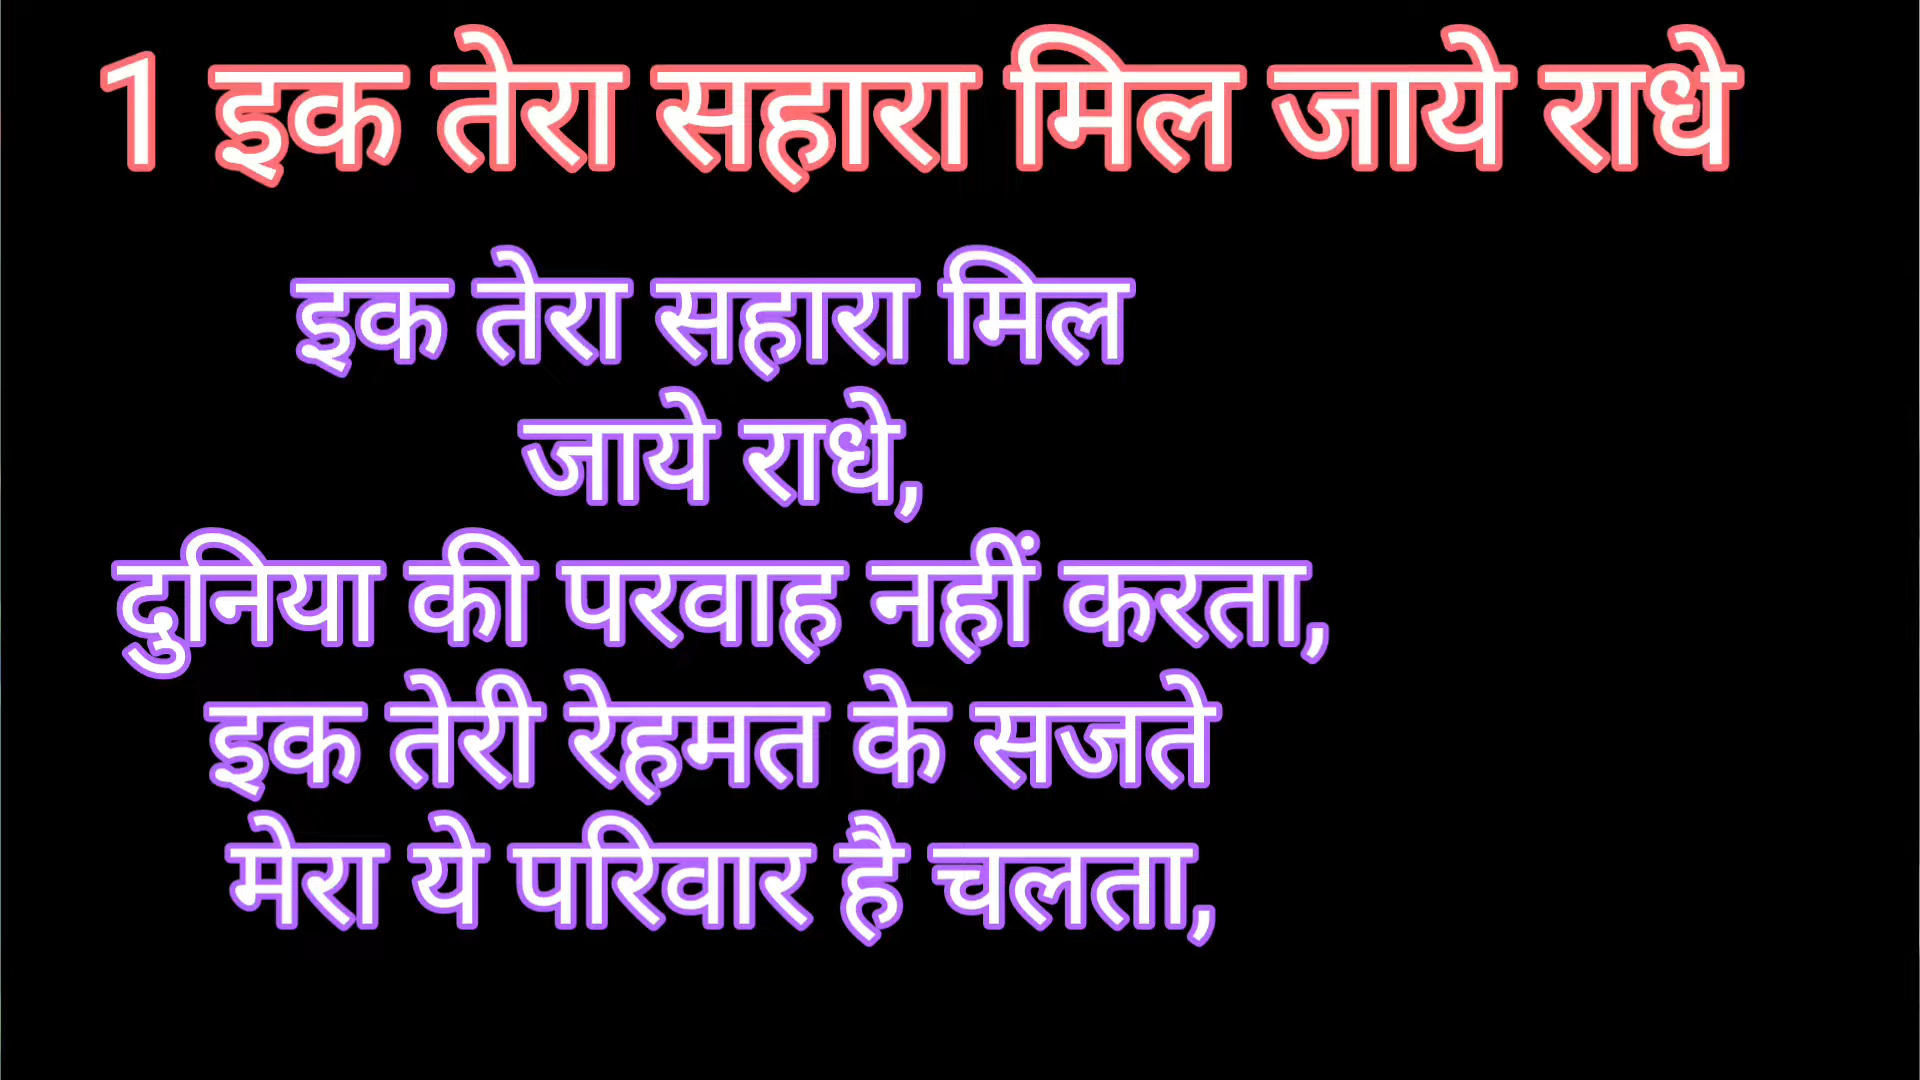 1 इक तेरा सहारा मिल जाये राधे
इक तेरा सहारा मिल
जाये राधे,
दुनिया की परवाह नहीं करता,
इक तेरी रेहमत के सजते
मेरा ये परिवार है चलता,